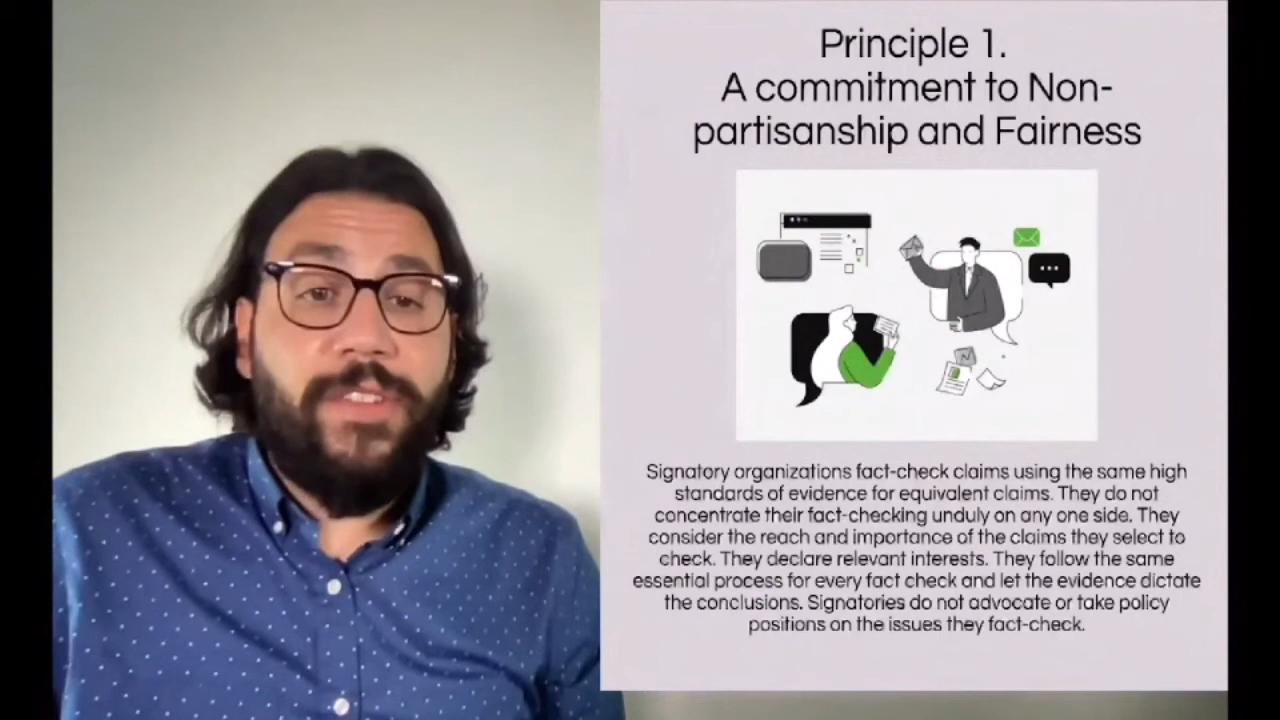 Principle 1.
A commitment to Non-
partisanship and Fairness
Signatory organizations fact-check claims using the same high
standards of evidence for equivalent claims. They do not
concentrate their fact-checking unduly on any one side. They
consider the reach and importance of the claims they select to
check. They declare relevant interests. They follow the same
essential process for every fact check and let the evidence dictate
the conclusions. Signatories do not advocate or take policy
positions on the issues they fact-check.